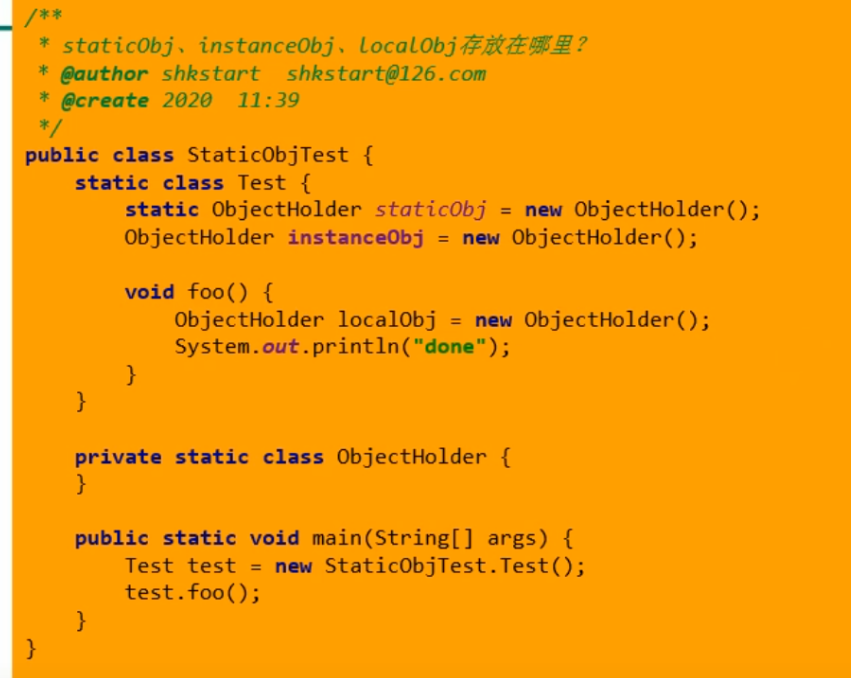 /**
 * staticObj、instanceObj、localObj存放在哪里？
 * @author shkstart  shkstart@126.com
 * @create 2020  11:39
 */
public class StaticObjTest {
    static class Test {
        static ObjectHolder staticObj = new ObjectHolder();
        ObjectHolder instanceObj = new ObjectHolder();

        void foo() {
            ObjectHolder localObj = new ObjectHolder();
            System.out.println("done");
        }
    }

    private static class ObjectHolder {
    }

    public static void main(String[] args) {
        Test test = new StaticObjTest.Test();
        test.foo();
    }
}